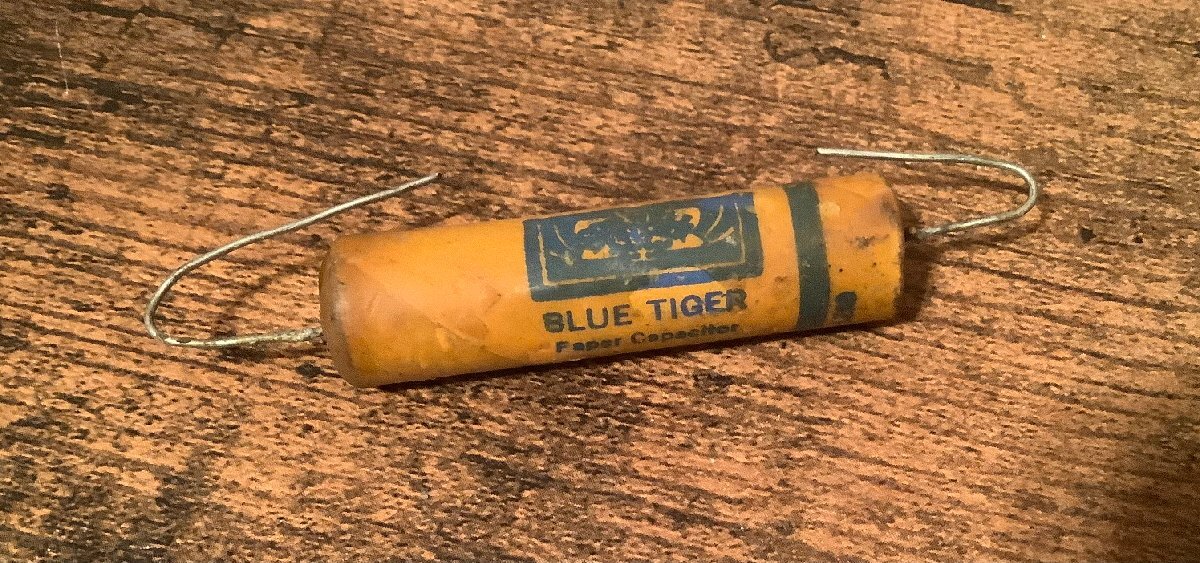 BLUE TIGER
Paper Capacitor